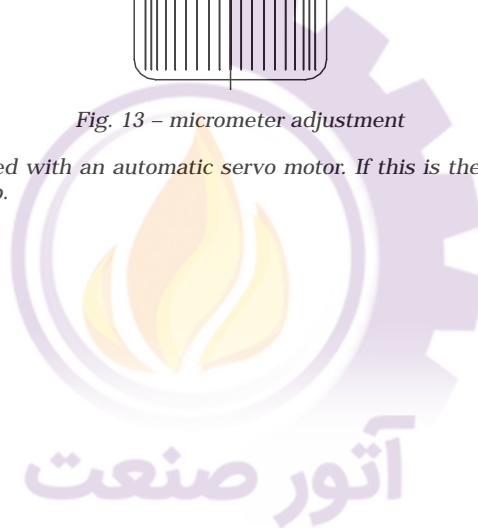 Fig. 13 – micrometer adjustment
ed with an automatic servo motor. If this is the
آتور صنعت